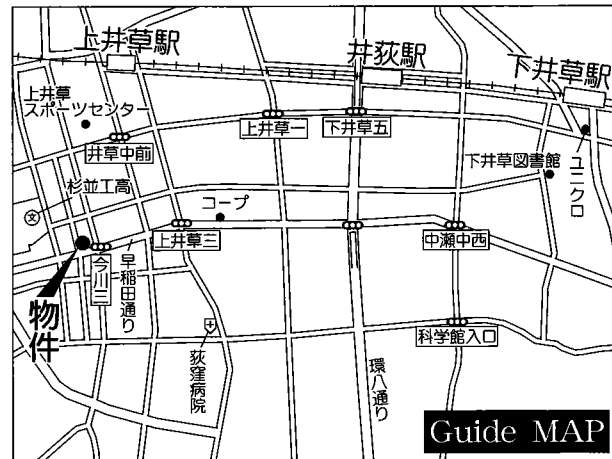 上井草駅
井荻駅
下井草駅
上井草
スポーツセンター
井草中前
上井草一
下井草五
下井草図書館
ユニクロ
杉並工高
文
コープ
上井草三
中瀬中西
今川三
早稲田通り
物件
荻窪病院
環八通り
科学館入口
Guide MAP